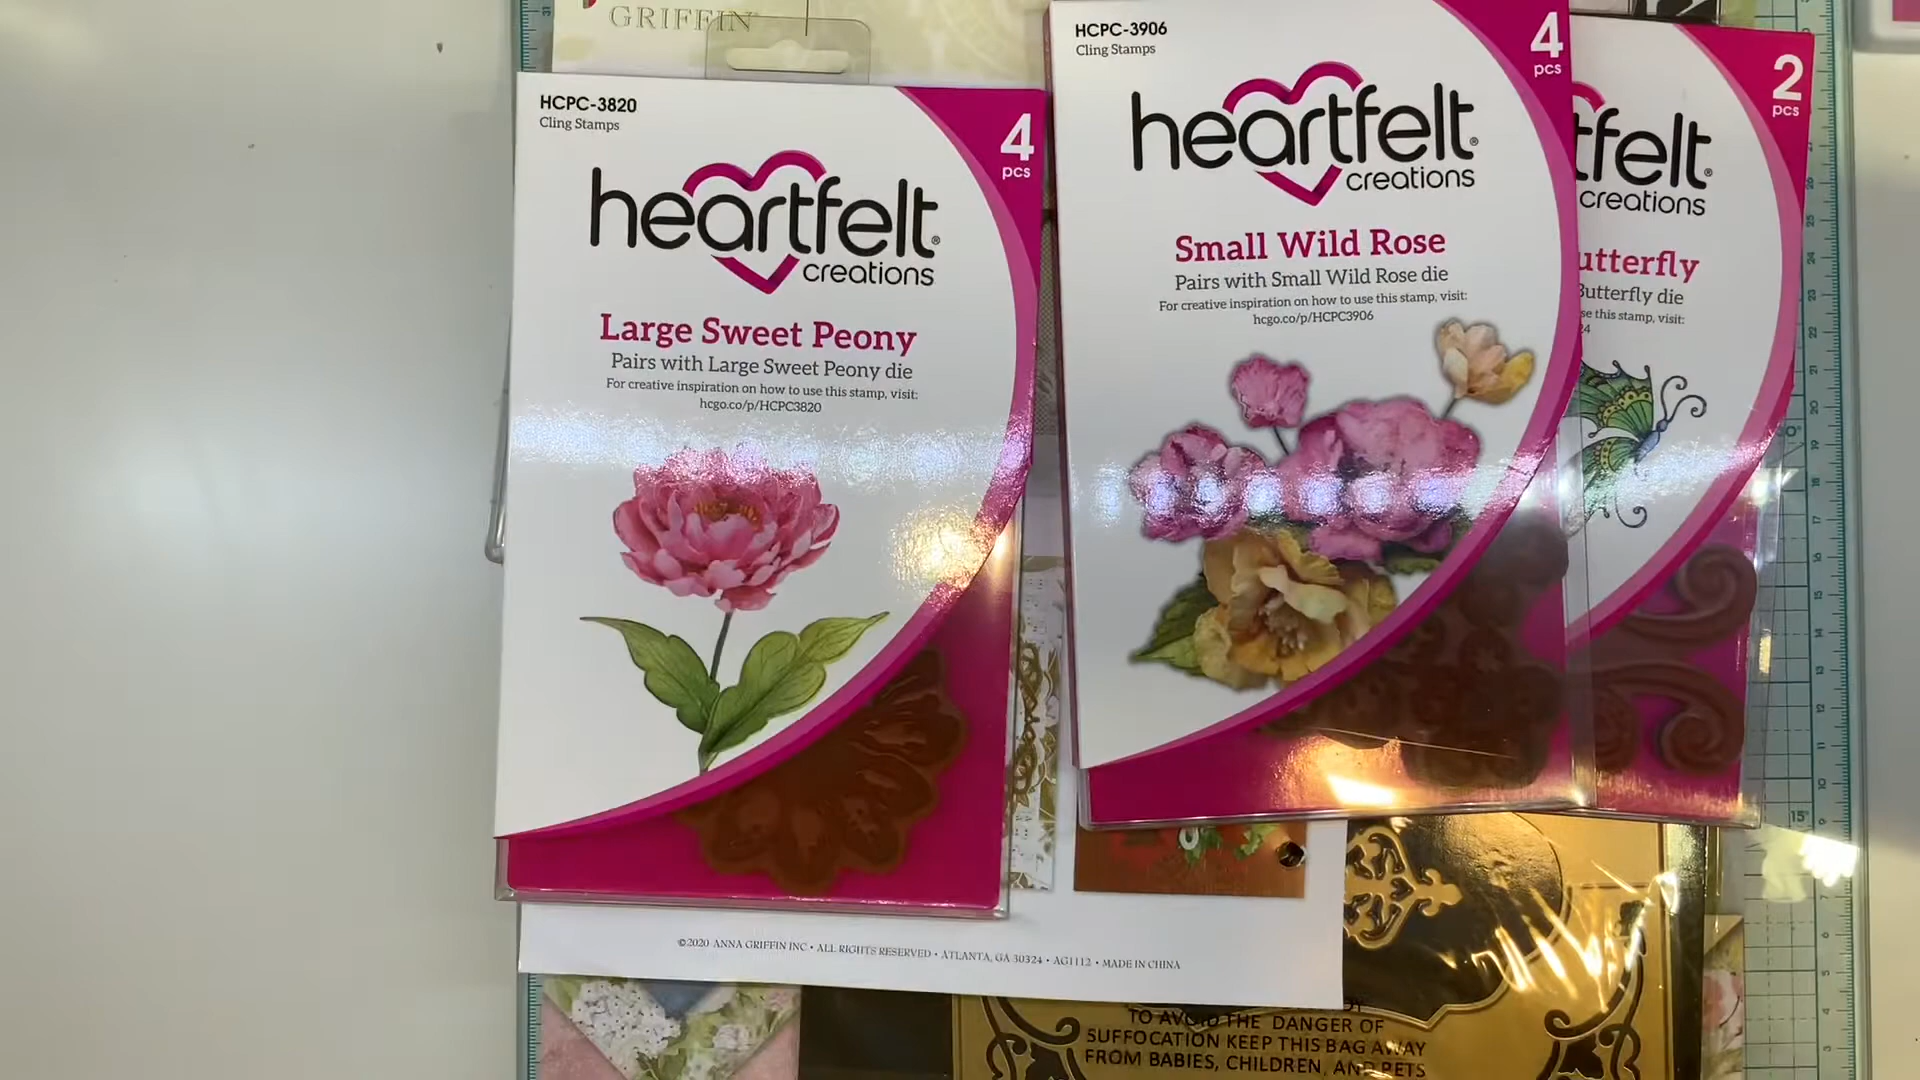 GRIFFIN
HCPC-3820
Cling Stamps
4
pcs
heartfelt®
creations
Large Sweet Peony
Pairs with Large Sweet Peony die
For creative inspiration on how to use this stamp, visit:
hcgo.co/p/HCPC3820
HCPC-3906
Cling Stamps
4
pcs
heartfelt®
creations
Small Wild Rose
Pairs with Small Wild Rose die
For creative inspiration on how to use this stamp, visit:
hcgo.co/p/HCPC3906
2
pcs
tfelt®
creations
utterfly
Butterfly die
se this stamp, visit:
4
©2020 ANNA GRIFFIN INC • ALL RIGHTS RESERVED • ATLANTA, GA 30324 • AG1112 • MADE IN CHINA
TO AVOID THE DANGER OF
SUFFOCATION KEEP THIS BAG AWAY
FROM BABIES, CHILDREN, AND PETS